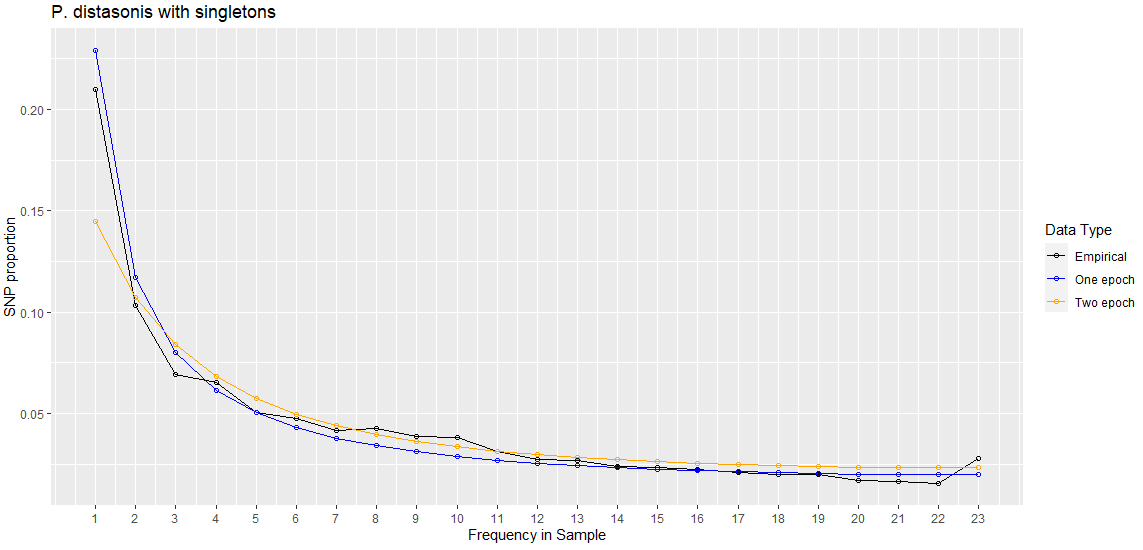 P. distasonis with singletons
SNP proportion
0.20
0.15
0.10
0.05
1 2 3 4 5 6 7 8 9 10 11 12 13 14 15 16 17 18 19 20 21 22 23
Frequency in Sample
Data Type
Empirical
One epoch
Two epoch